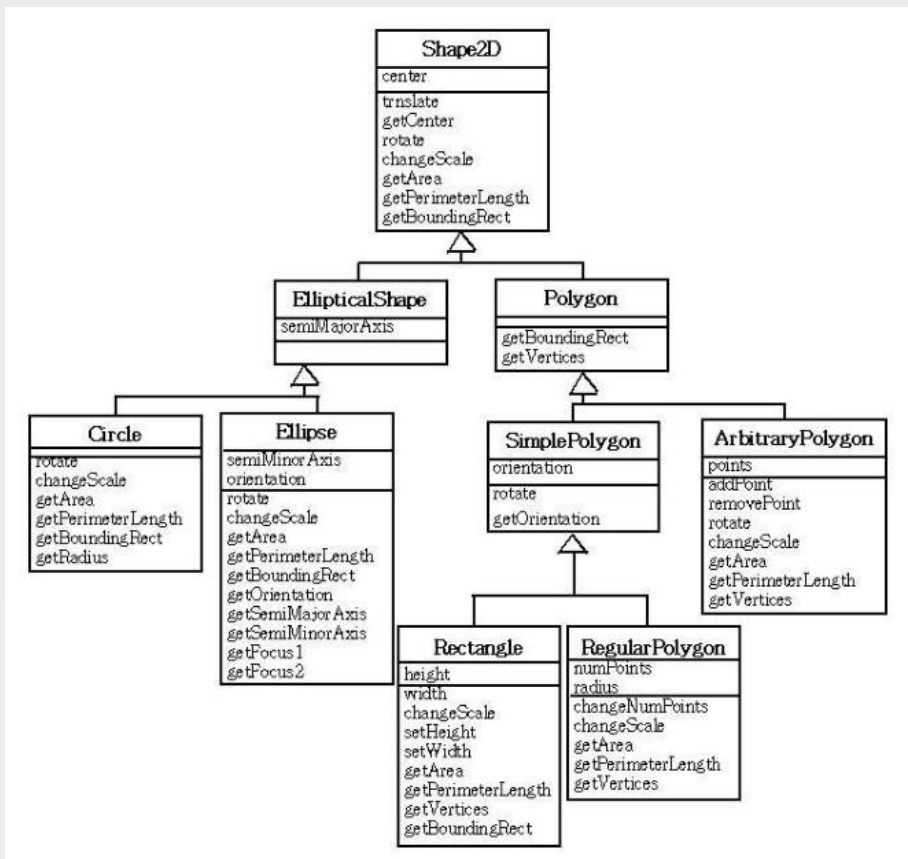 Shape2D
center
trnslate
getCenter
rotate
changeScale
getArea
getPerimeterLength
getBoundingRect
EllipticalShape
semiMajorAxis
Polygon
getBoundingRect
getVertices
Circle
rotate
changeScale
getArea
getPerimeterLength
getBoundingRect
getRadius
Ellipse
semiMinorAxis
orientation
rotate
changeScale
getArea
getPerimeterLength
getBoundingRect
getOrientation
getSemiMajorAxis
getSemiMinorAxis
getFocus1
getFocus2
SimplePolygon
orientation
rotate
getOrientation
ArbitraryPolygon
points
addPoint
removePoint
rotate
changeScale
getArea
getPerimeterLength
getVertices
Rectangle
height
width
changeScale
setHeight
setWidth
getArea
getPerimeterLength
getVertices
getBoundingRect
RegularPolygon
numPoints
radius
changeNumPoints
changeScale
getArea
getPerimeterLength
getVertices